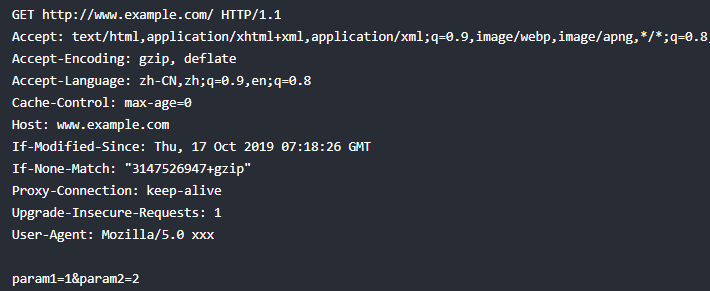 GET http://www.example.com/ HTTP/1.1
Accept: text/html,application/xhtml+xml,application/xml;q=0.9,image/webp,image/apng,*/*;q=0.8,
Accept-Encoding: gzip, deflate
Accept-Language: zh-CN,zh;q=0.9,en;q=0.8
Cache-Control: max-age=0
Host: www.example.com
If-Modified-Since: Thu, 17 Oct 2019 07:18:26 GMT
If-None-Match: "3147526947+gzip"
Proxy-Connection: keep-alive
Upgrade-Insecure-Requests: 1
User-Agent: Mozilla/5.0 xxx

param1=1&param2=2